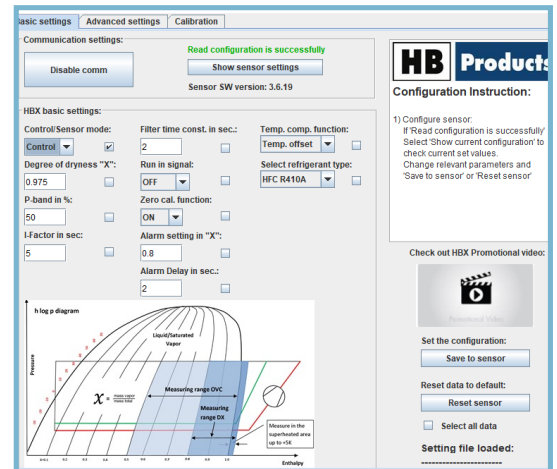 asic settings
Advanced settings
Calibration
Communication settings:
Disable comm
Read configuration is successfully
Show sensor settings
Sensor SW version: 3.6.19
HBX basic settings:
Control/Sensor mode:
Filter time const. in sec.:
Temp. comp. function:
Control
2
Temp. offset
Degree of dryness "X":
Run in signal:
Select refrigerant type:
0.975
OFF
HFC R410A
P-band in %:
Zero cal. function:
50
ON
I-Factor in sec:
Alarm setting in "X":
5
0.8
Alarm Delay in sec.:
2
h log p diagram
Liquid/Saturated
Vapor
Pressure
Measuring range OVC
X = mass vapor
mass total
Measuring
range DX
Measure in the
superheated area
up to +5K
Enthalpy
HB Products
Configuration Instruction:
1) Configure sensor:
If 'Read configuration is successfully'
Select 'Show current configuration' to
check current set values.
Change relevant parameters and
'Save to sensor' or 'Reset sensor'
Check out HBX Promotional video:
Promotional Video
Set the configuration:
Save to sensor
Reset data to default:
Reset sensor
Select all data
Setting file loaded:
----------------------